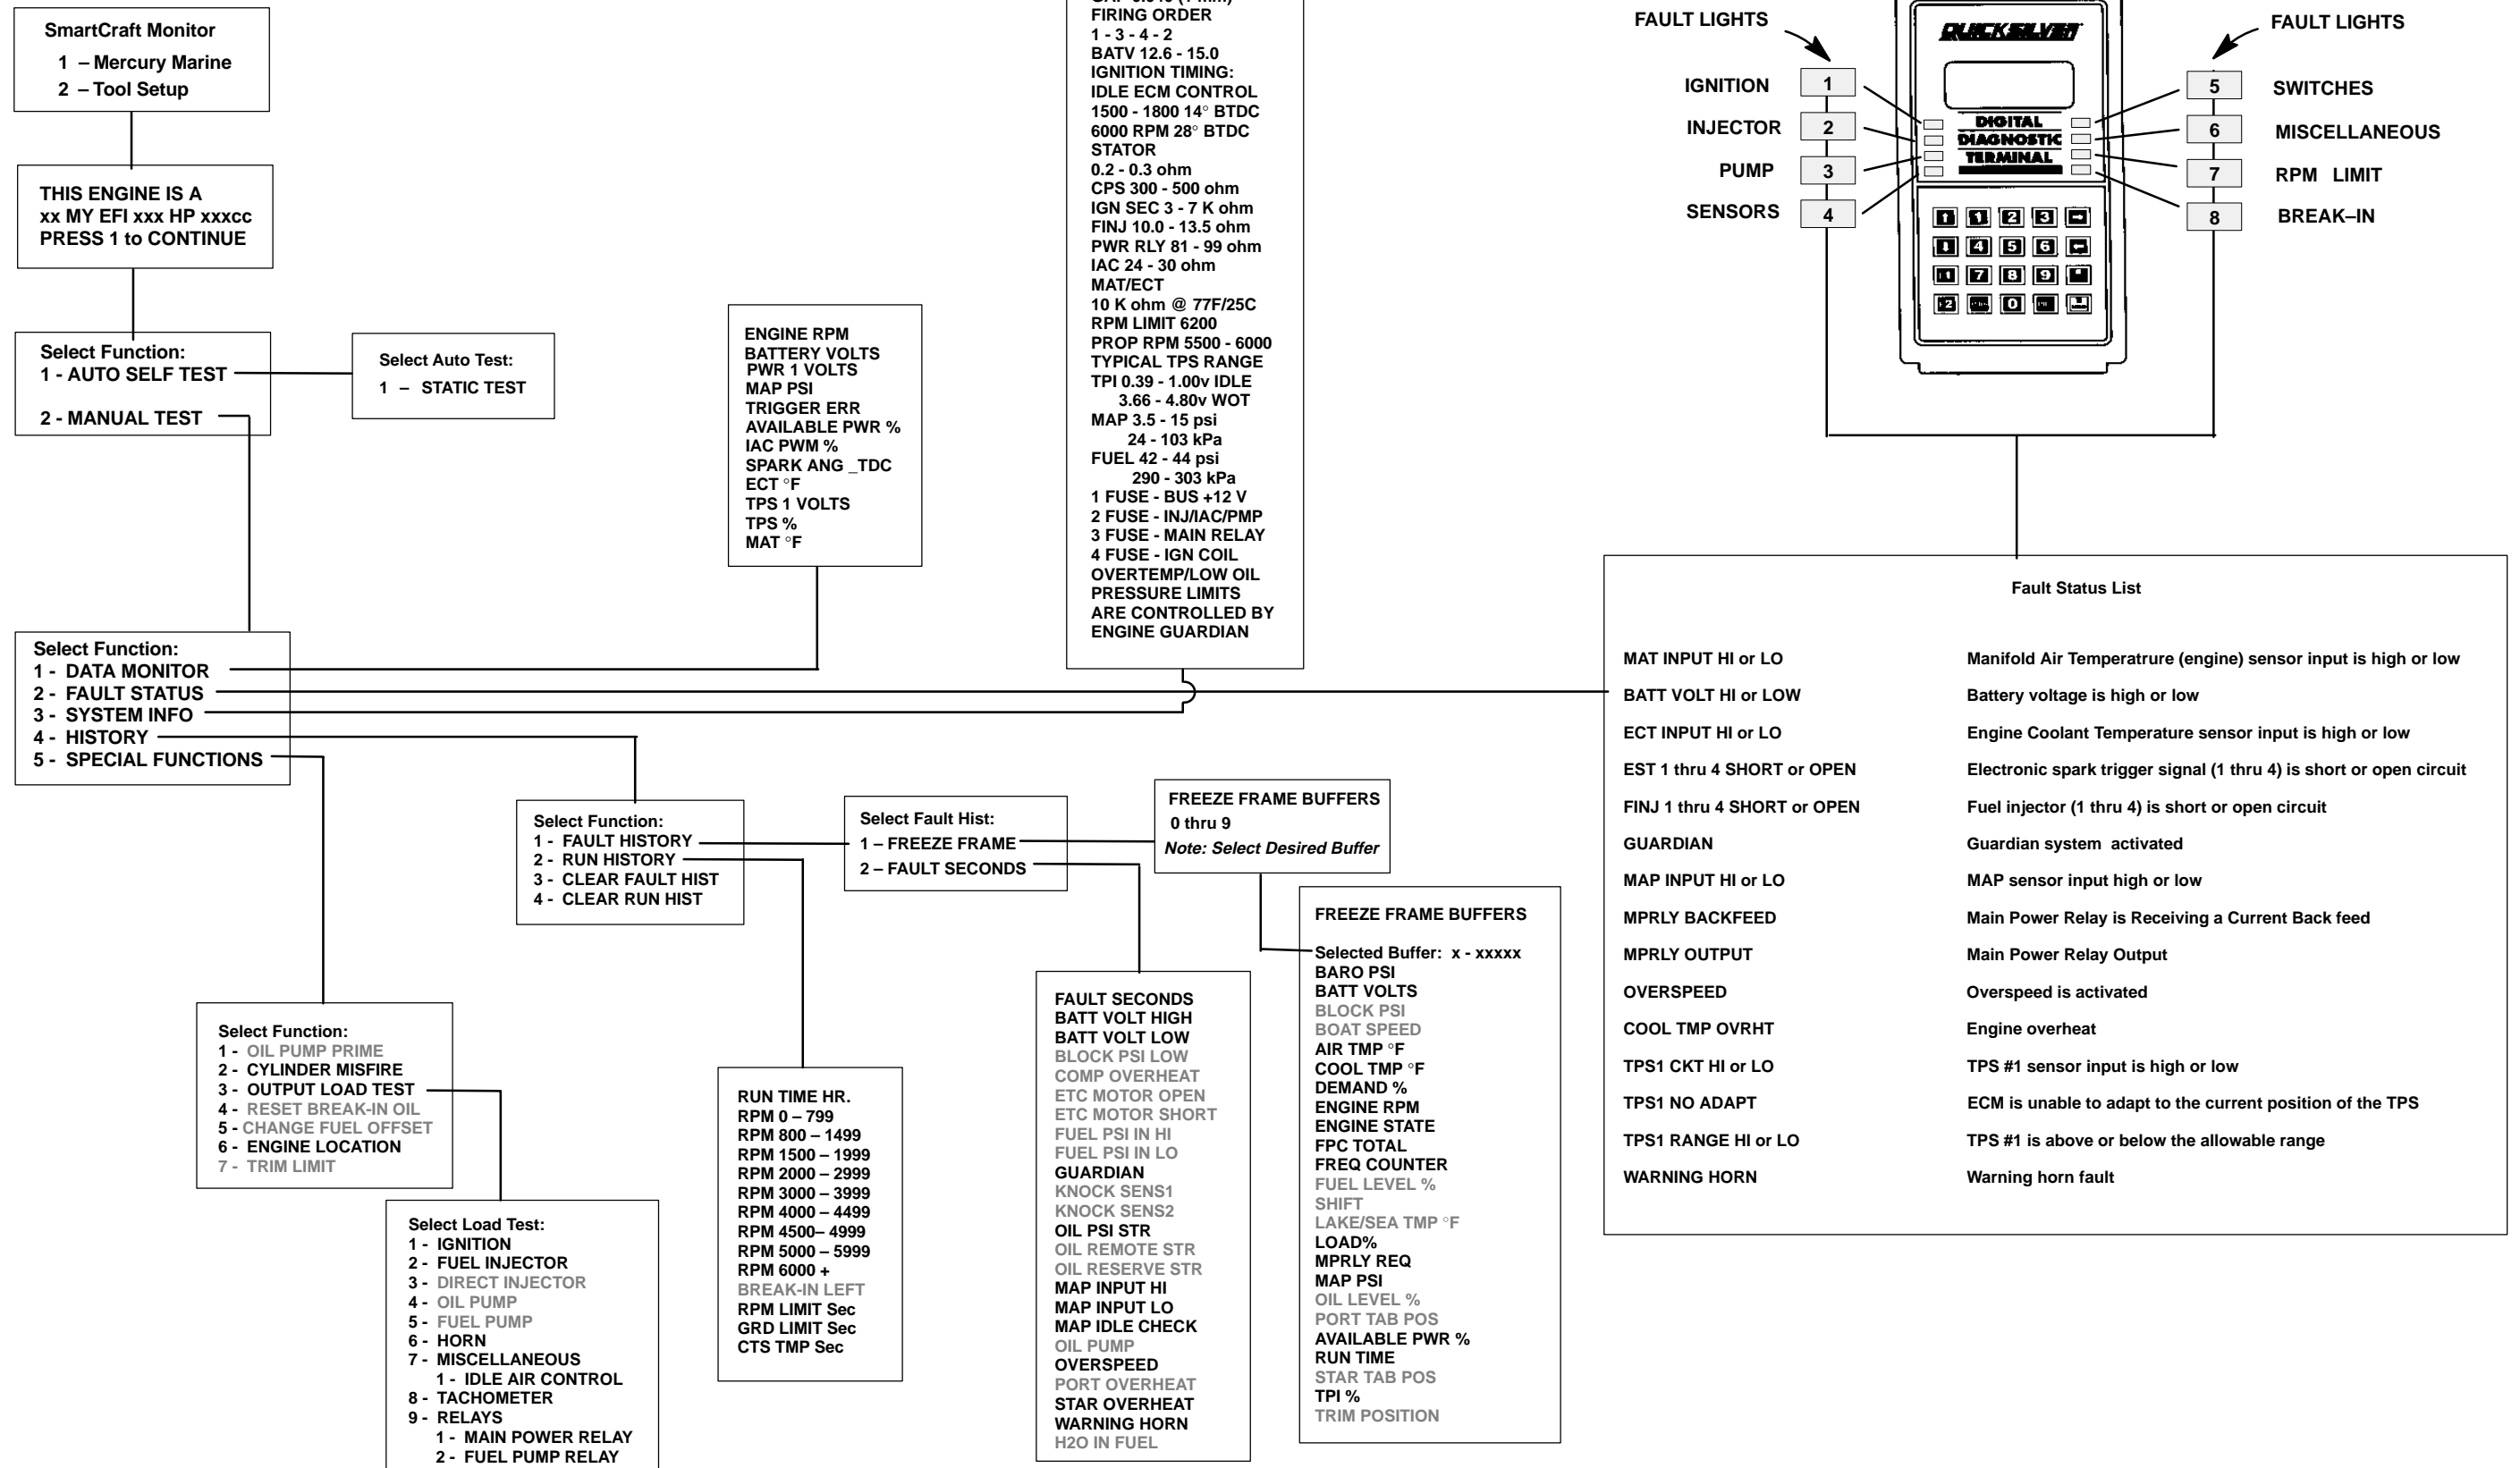 SmartCraft Monitor
1 – Mercury Marine
2 – Tool Setup
THIS ENGINE IS A
xx MY EFI xxx HP xxxcc
PRESS 1 to CONTINUE
Select Function:
1 - AUTO SELF TEST
2 - MANUAL TEST
Select Auto Test:
1 – STATIC TEST
Select Function:
1 - DATA MONITOR
2 - FAULT STATUS
3 - SYSTEM INFO
4 - HISTORY
5 - SPECIAL FUNCTIONS
ENGINE RPM
BATTERY VOLTS
PWR 1 VOLTS
MAP PSI
TRIGGER ERR
AVAILABLE PWR %
IAC PWM %
SPARK ANG _TDC
ECT °F
TPS 1 VOLTS
TPS %
MAT °F
FIRING ORDER
1 - 3 - 4 - 2
BATV 12.6 - 15.0
IGNITION TIMING:
IDLE ECM CONTROL
1500 - 1800 14° BTDC
6000 RPM 28° BTDC
STATOR
0.2 - 0.3 ohm
CPS 300 - 500 ohm
IGN SEC 3 - 7 K ohm
FINJ 10.0 - 13.5 ohm
PWR RLY 81 - 99 ohm
IAC 24 - 30 ohm
MAT/ECT
10 K ohm @ 77F/25C
RPM LIMIT 6200
PROP RPM 5500 - 6000
TYPICAL TPS RANGE
TPI 0.39 - 1.00v IDLE
3.66 - 4.80v WOT
MAP 3.5 - 15 psi
24 - 103 kPa
FUEL 42 - 44 psi
290 - 303 kPa
1 FUSE - BUS +12 V
2 FUSE - INJ/IAC/PMP
3 FUSE - MAIN RELAY
4 FUSE - IGN COIL
OVERTEMP/LOW OIL
PRESSURE LIMITS
ARE CONTROLLED BY
ENGINE GUARDIAN
FAULT LIGHTS
IGNITION 1
INJECTOR 2
PUMP 3
SENSORS 4
QUICKSILVER
DIGITAL
DIAGNOSTIC
TERMINAL
1 2 3
4 5 6
7 8 9
0
FAULT LIGHTS
5 SWITCHES
6 MISCELLANEOUS
7 RPM LIMIT
8 BREAK–IN
Fault Status List
MAT INPUT HI or LO Manifold Air Temperatrure (engine) sensor input is high or low
BATT VOLT HI or LOW Battery voltage is high or low
ECT INPUT HI or LO Engine Coolant Temperature sensor input is high or low
EST 1 thru 4 SHORT or OPEN Electronic spark trigger signal (1 thru 4) is short or open circuit
FINJ 1 thru 4 SHORT or OPEN Fuel injector (1 thru 4) is short or open circuit
GUARDIAN Guardian system activated
MAP INPUT HI or LO MAP sensor input high or low
MPRLY BACKFEED Main Power Relay is Receiving a Current Back feed
MPRLY OUTPUT Main Power Relay Output
OVERSPEED Overspeed is activated
COOL TMP OVRHT Engine overheat
TPS1 CKT HI or LO TPS #1 sensor input is high or low
TPS1 NO ADAPT ECM is unable to adapt to the current position of the TPS
TPS1 RANGE HI or LO TPS #1 is above or below the allowable range
WARNING HORN Warning horn fault
Select Function:
1 - FAULT HISTORY
2 - RUN HISTORY
3 - CLEAR FAULT HIST
4 - CLEAR RUN HIST
Select Fault Hist:
1 – FREEZE FRAME
2 – FAULT SECONDS
FREEZE FRAME BUFFERS
0 thru 9
Note: Select Desired Buffer
FREEZE FRAME BUFFERS
Selected Buffer: x - xxxxx
BARO PSI
BATT VOLTS
BLOCK PSI
BOAT SPEED
AIR TMP °F
COOL TMP °F
DEMAND %
ENGINE RPM
ENGINE STATE
FPC TOTAL
FREQ COUNTER
FUEL LEVEL %
SHIFT
LAKE/SEA TMP °F
LOAD%
MPRLY REQ
MAP PSI
OIL LEVEL %
PORT TAB POS
AVAILABLE PWR %
RUN TIME
STAR TAB POS
TPI %
TRIM POSITION
FAULT SECONDS
BATT VOLT HIGH
BATT VOLT LOW
BLOCK PSI LOW
COMP OVERHEAT
ETC MOTOR OPEN
ETC MOTOR SHORT
FUEL PSI IN HI
FUEL PSI IN LO
GUARDIAN
KNOCK SENS1
KNOCK SENS2
OIL PSI STR
OIL REMOTE STR
OIL RESERVE STR
MAP INPUT HI
MAP INPUT LO
MAP IDLE CHECK
OIL PUMP
OVERSPEED
PORT OVERHEAT
STAR OVERHEAT
WARNING HORN
H2O IN FUEL
RUN TIME HR.
RPM 0 – 799
RPM 800 – 1499
RPM 1500 – 1999
RPM 2000 – 2999
RPM 3000 – 3999
RPM 4000 – 4499
RPM 4500– 4999
RPM 5000 – 5999
RPM 6000 +
BREAK-IN LEFT
RPM LIMIT Sec
GRD LIMIT Sec
CTS TMP Sec
Select Function:
1 - OIL PUMP PRIME
2 - CYLINDER MISFIRE
3 - OUTPUT LOAD TEST
4 - RESET BREAK-IN OIL
5 - CHANGE FUEL OFFSET
6 - ENGINE LOCATION
7 - TRIM LIMIT
Select Load Test:
1 - IGNITION
2 - FUEL INJECTOR
3 - DIRECT INJECTOR
4 - OIL PUMP
5 - FUEL PUMP
6 - HORN
7 - MISCELLANEOUS
1 - IDLE AIR CONTROL
8 - TACHOMETER
9 - RELAYS
1 - MAIN POWER RELAY
2 - FUEL PUMP RELAY